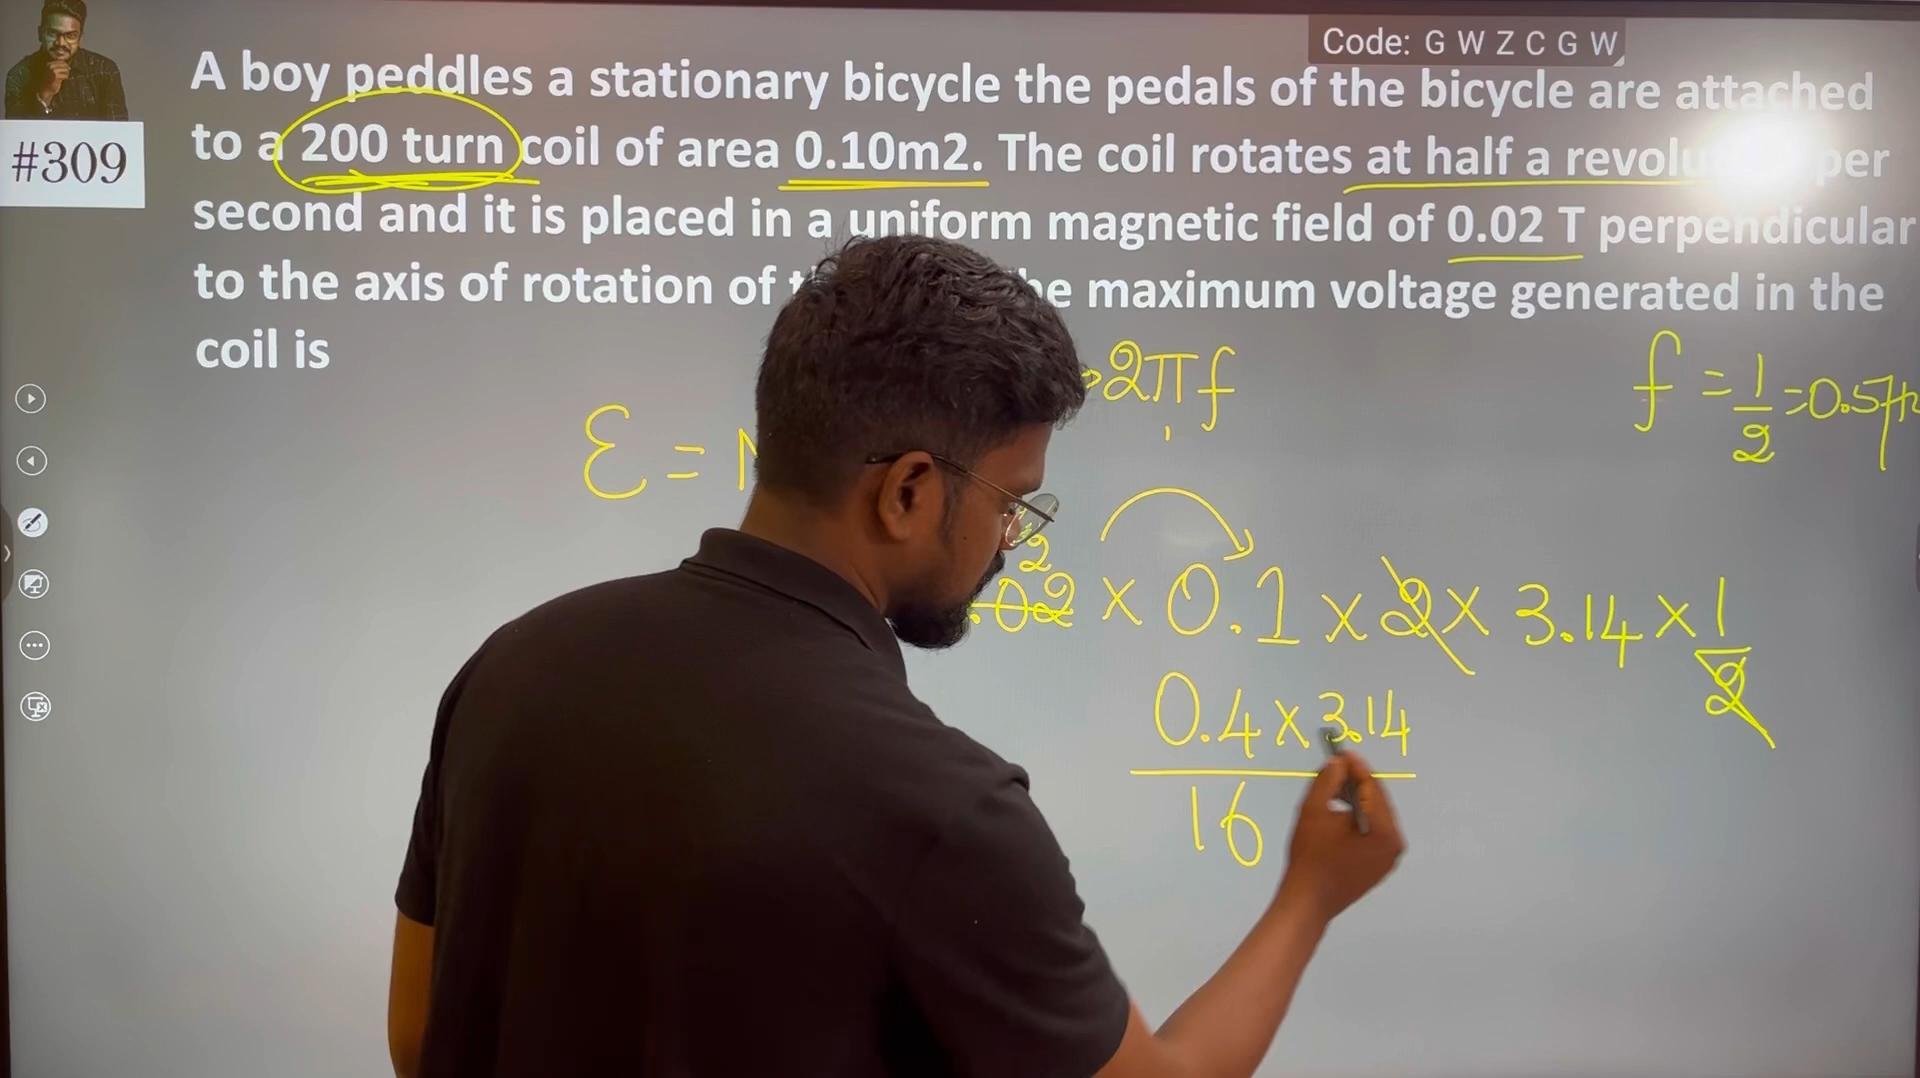 Code: G W Z C G W
A boy peddles a stationary bicycle the pedals of the bicycle are attached
#309
to a 200 turn coil of area 0.10m2. The coil rotates at half a per
second and it is placed in a uniform magnetic field of 0.02 T perpendicular
to the axis of rotation of maximum voltage generated in the
coil is
2πf
f = 1/2 = 0.5Hz
ε = N
2
.02 × 0.1 × 2 × 3.14 × 1/2
0.4 × 3.14
16